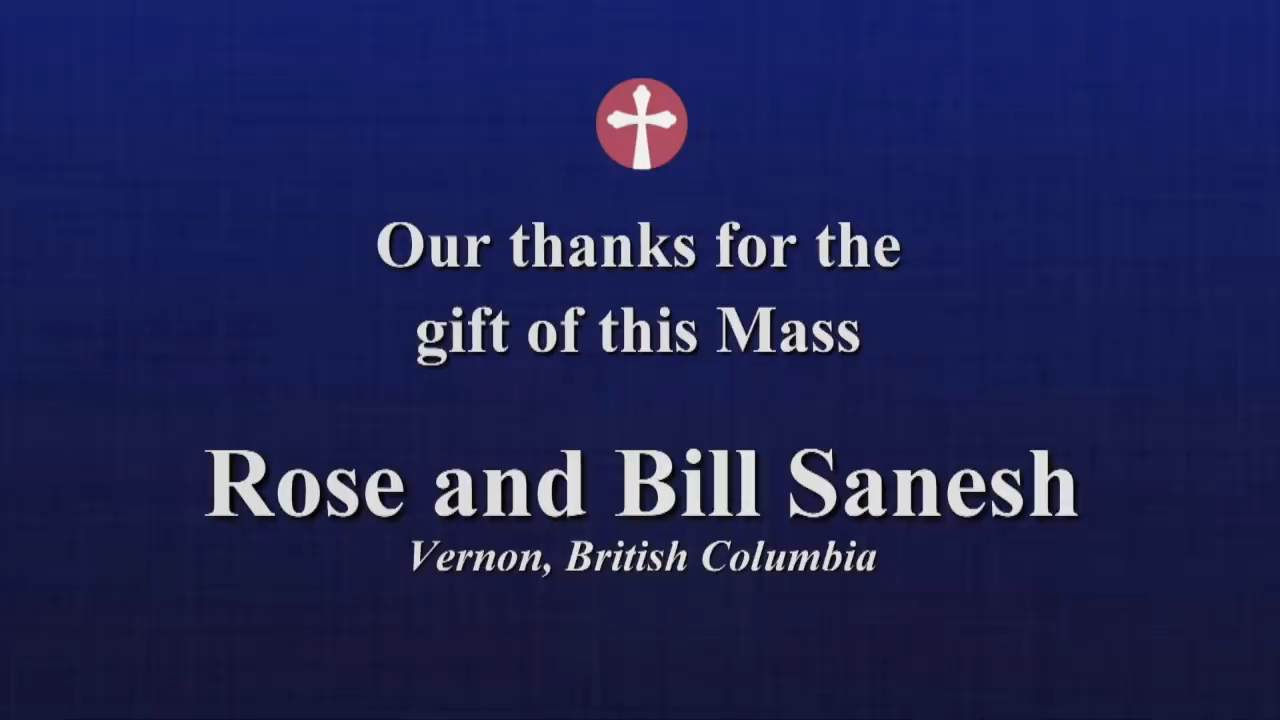 Our thanks for the
gift of this Mass
Rose and Bill Sanesh
Vernon, British Columbia